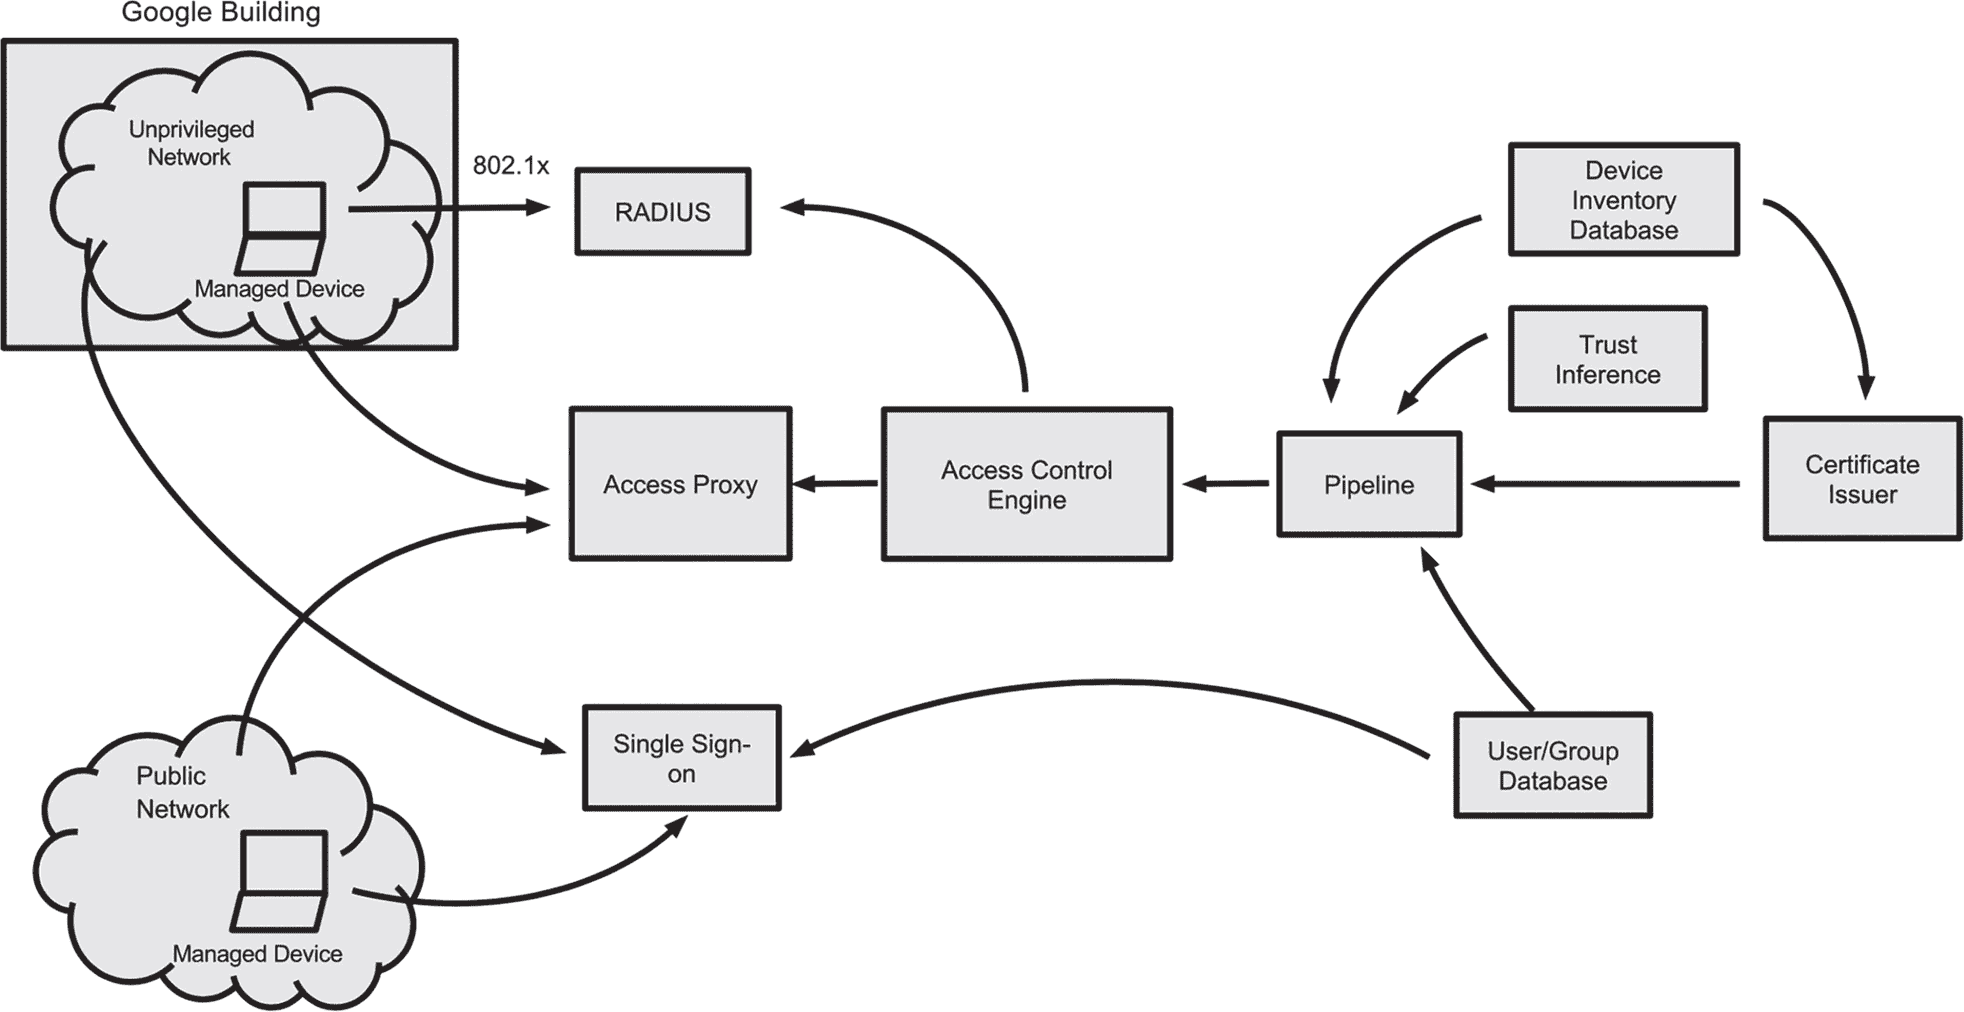 Google Building
Unprivileged
Network
Managed Device
802.1x
RADIUS
Device
Inventory
Database
Trust
Inference
Access Proxy
Access Control
Engine
Pipeline
Certificate
Issuer
Single Sign-
on
User/Group
Database
Public
Network
Managed Device